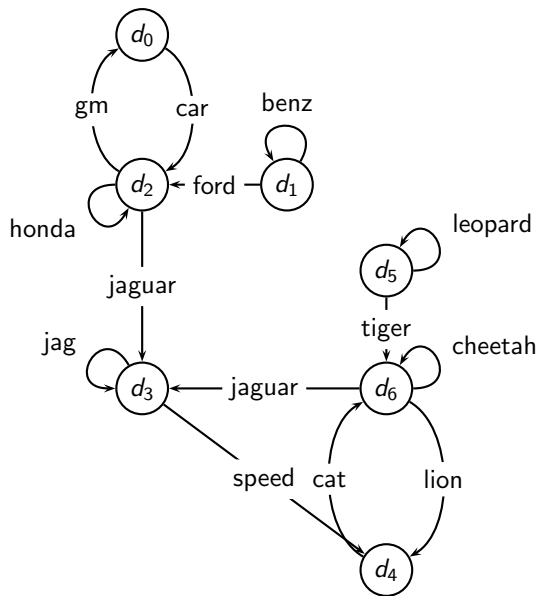 d0
gm
car
benz
d2
ford
d1
honda
leopard
d5
jaguar
tiger
jag
cheetah
d3
jaguar
d6
speed
cat
lion
d4